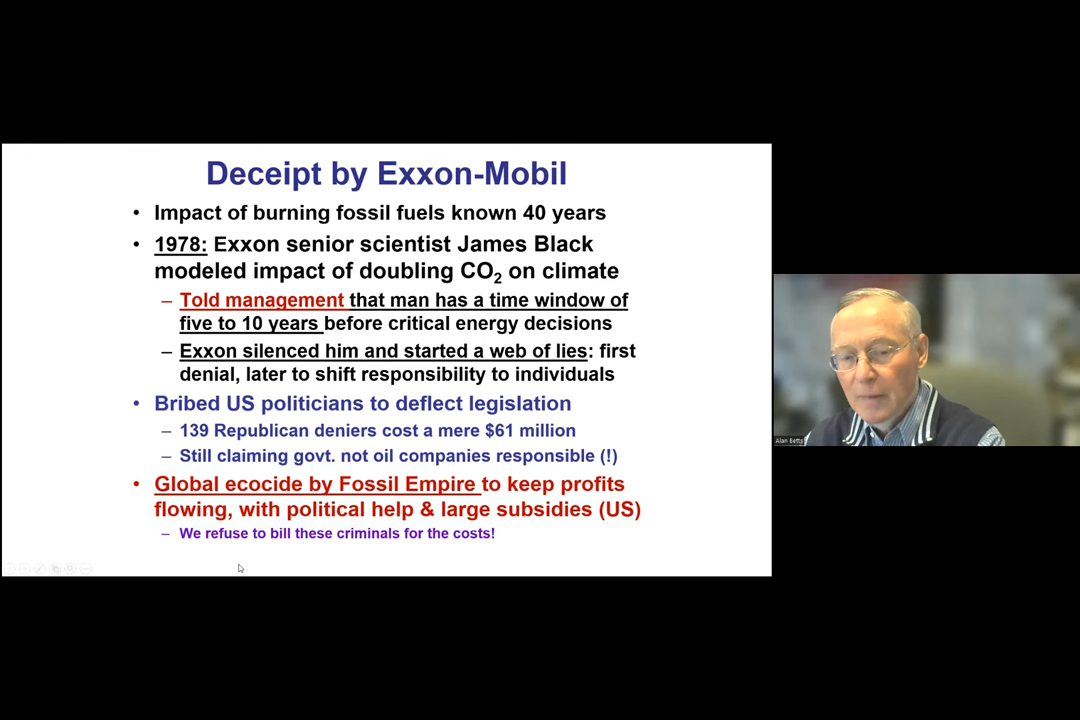 Deceipt by Exxon-Mobil
• Impact of burning fossil fuels known 40 years
• 1978: Exxon senior scientist James Black
modeled impact of doubling CO₂ on climate
– Told management that man has a time window of
five to 10 years before critical energy decisions
– Exxon silenced him and started a web of lies: first
denial, later to shift responsibility to individuals
• Bribed US politicians to deflect legislation
– 139 Republican deniers cost a mere $61 million
– Still claiming govt. not oil companies responsible (!)
• Global ecocide by Fossil Empire to keep profits
flowing, with political help & large subsidies (US)
– We refuse to bill these criminals for the costs!
Alan Betts